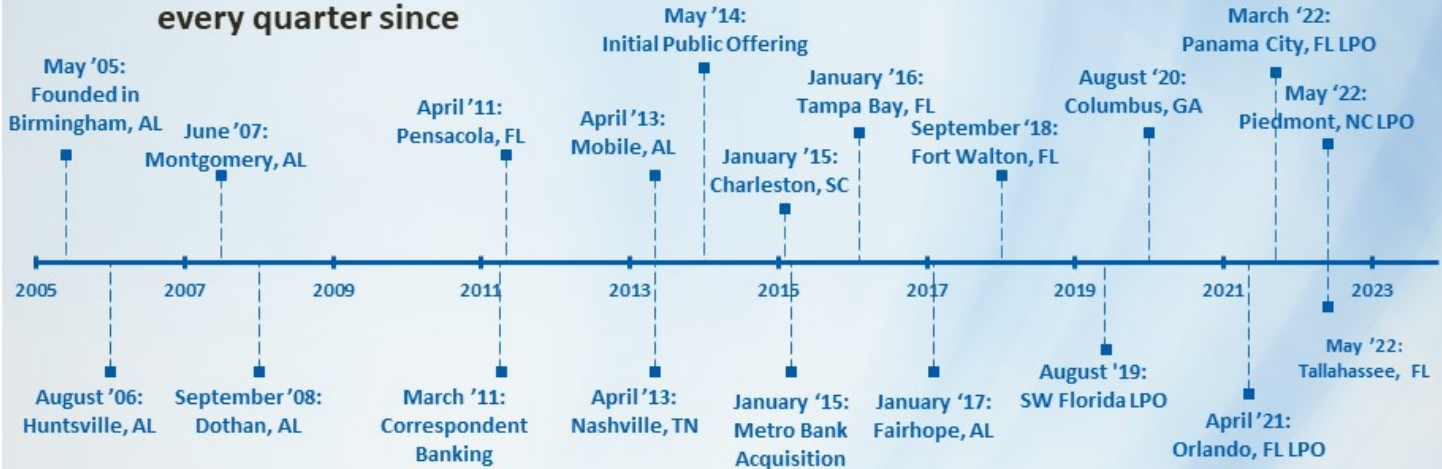 every quarter since
May '05:
Founded in
Birmingham, AL
June '07:
Montgomery, AL
April '11:
Pensacola, FL
April '13:
Mobile, AL
May '14:
Initial Public Offering
January '15:
Charleston, SC
January '16:
Tampa Bay, FL
September ‘18:
Fort Walton, FL
August ‘20:
Columbus, GA
March ‘22:
Panama City, FL LPO
May ‘22:
Piedmont, NC LPO
2005
2007
2009
2011
2013
2015
2017
2019
2021
2023
August ’06:
Huntsville, AL
September ’08:
Dothan, AL
March ’11:
Correspondent
Banking
April ’13:
Nashville, TN
January ‘15:
Metro Bank
Acquisition
January ‘17:
Fairhope, AL
August '19:
SW Florida LPO
April ’21:
Orlando, FL LPO
May ’22:
Tallahassee, FL